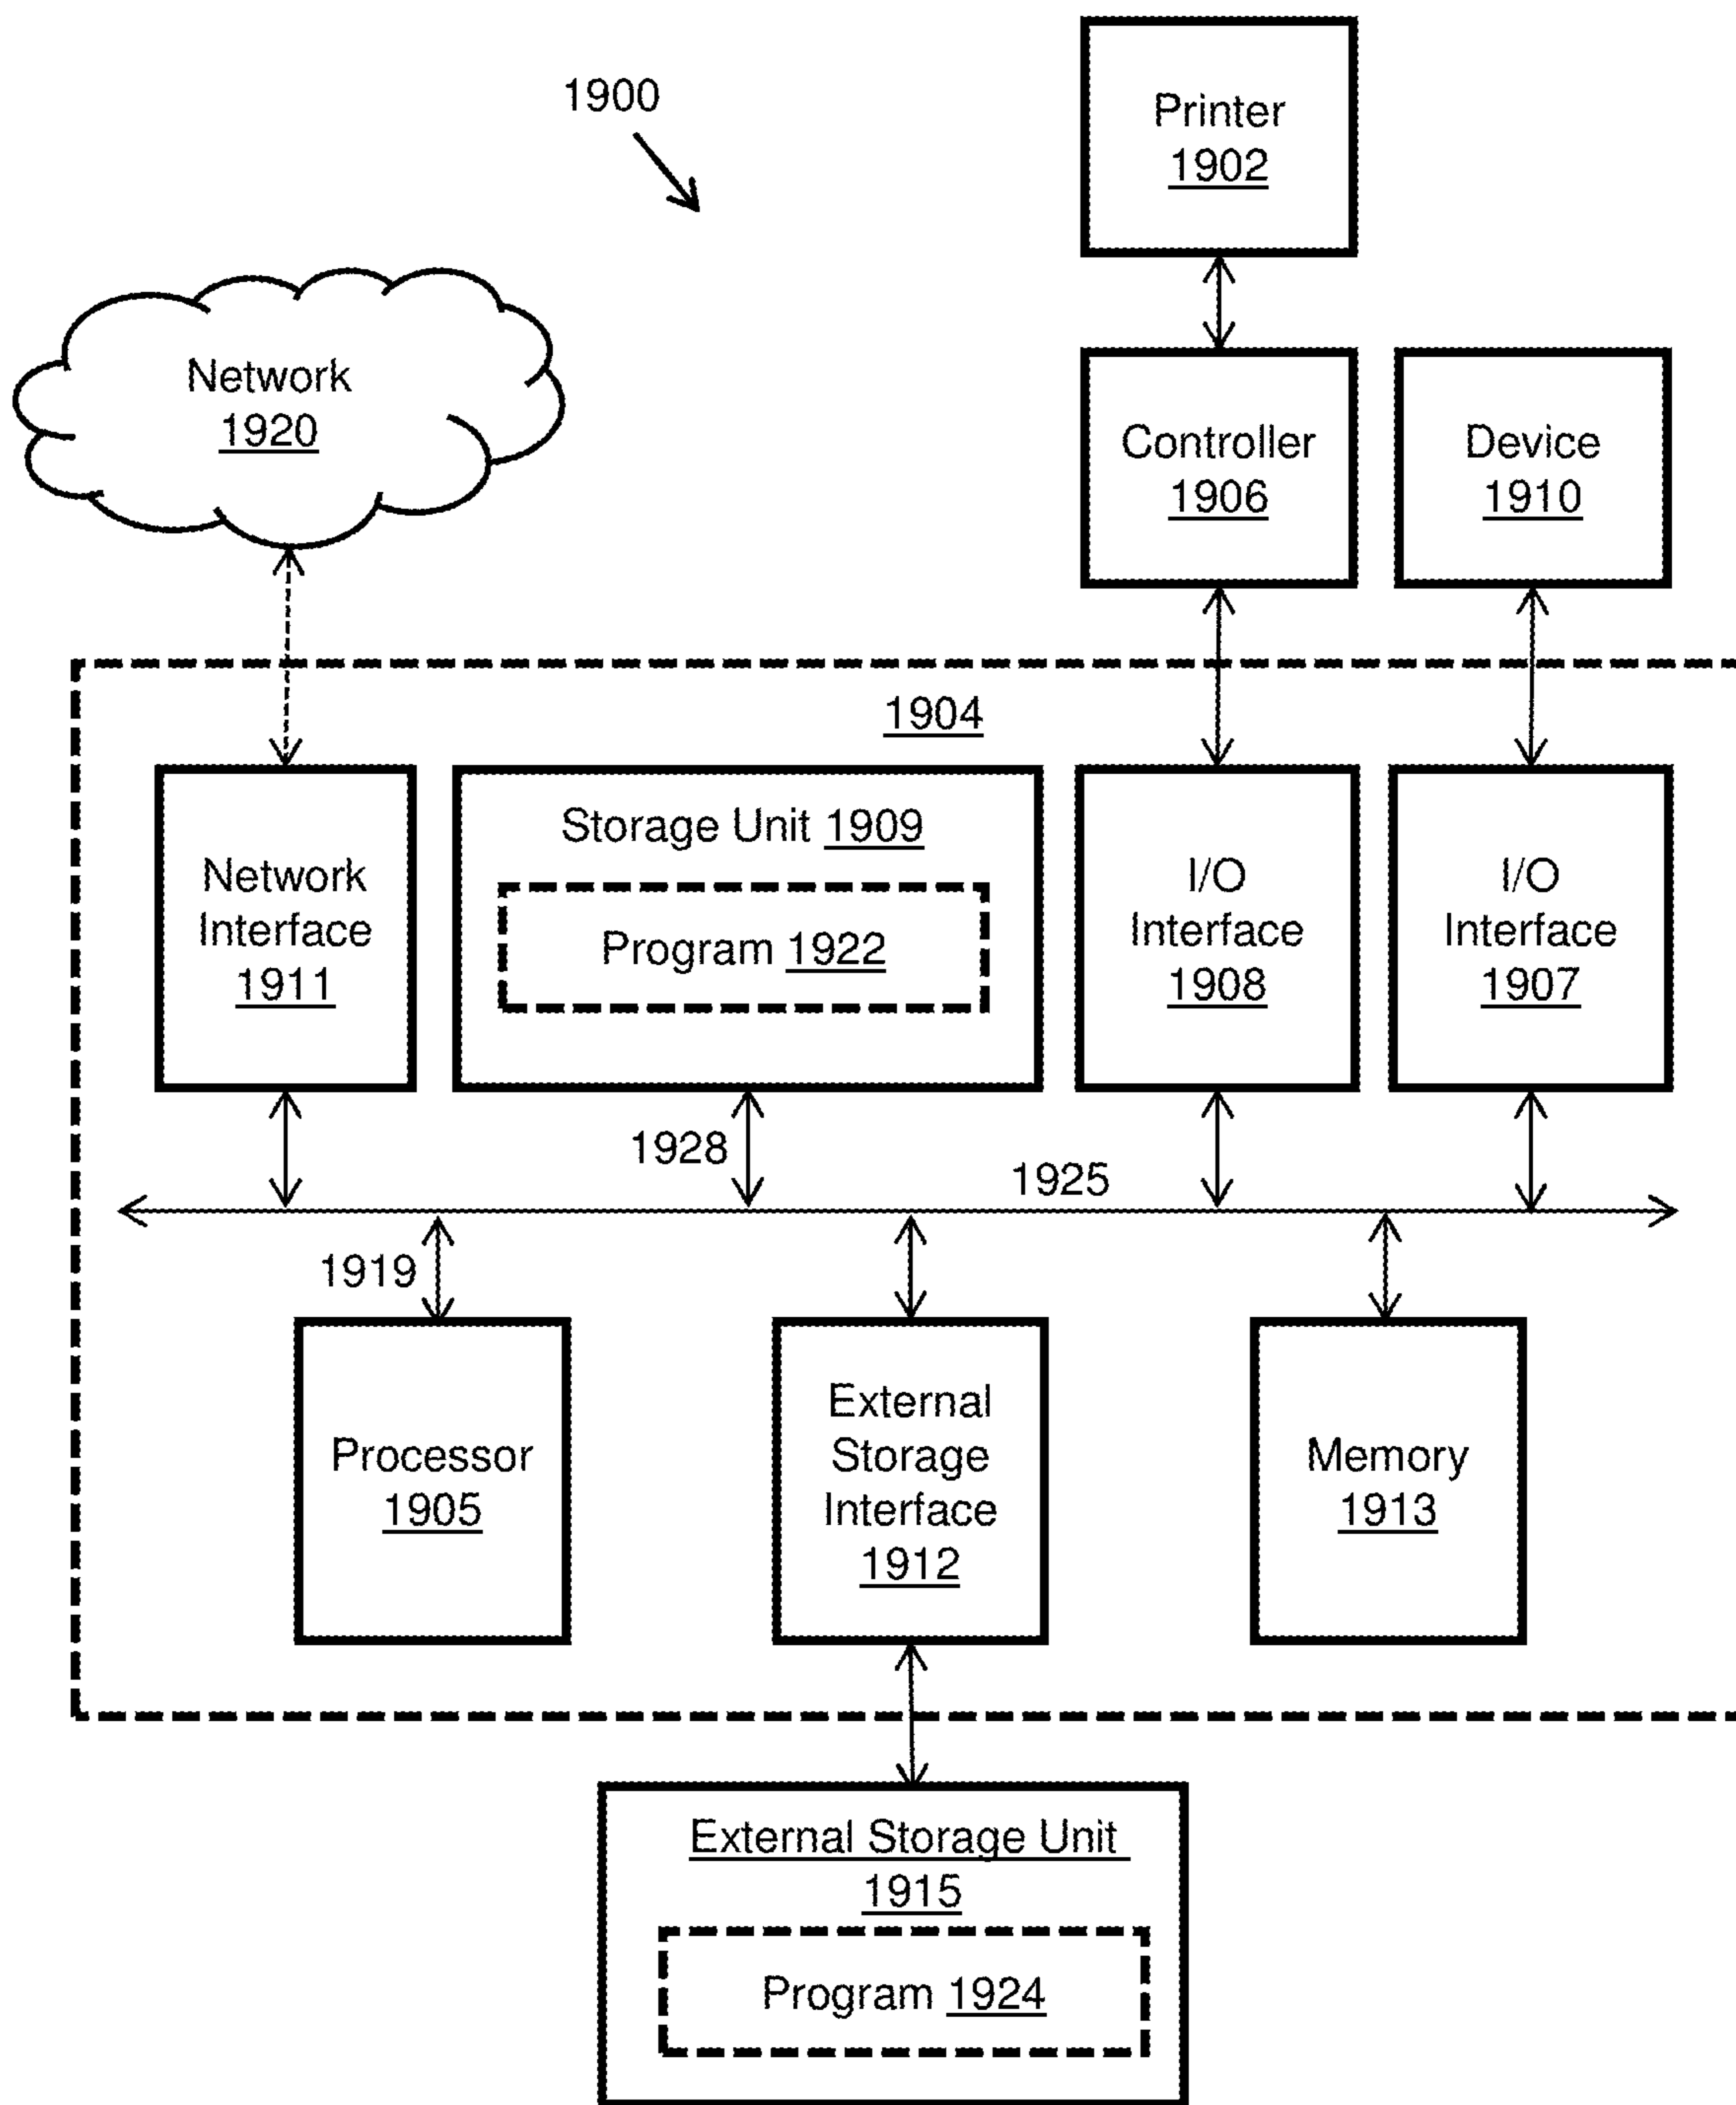 1900
Printer
1902
Network
1920
Controller
1906
Device
1910
1904
Network
Interface
1911
Storage Unit 1909
Program 1922
I/O
Interface
1908
I/O
Interface
1907
1928
1925
1919
Processor
1905
External
Storage
Interface
1912
Memory
1913
External Storage Unit
1915
Program 1924